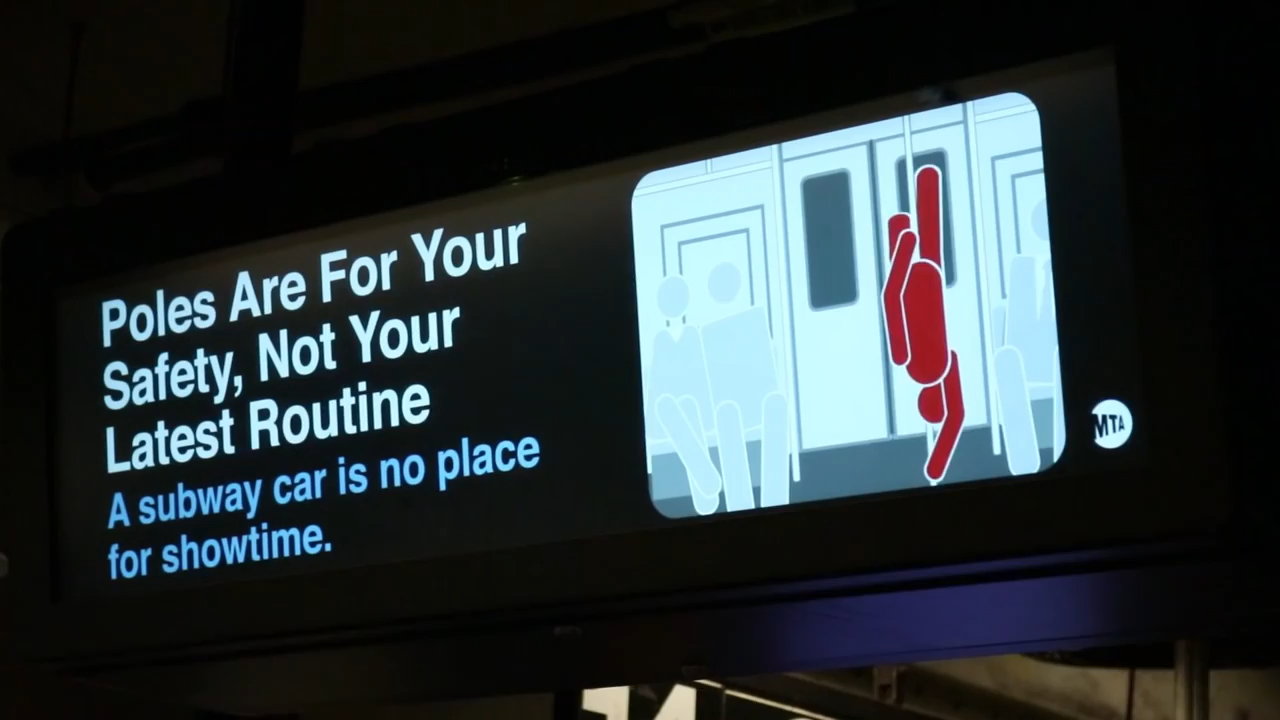 Poles Are For Your
Safety, Not Your
Latest Routine
A subway car is no place
for showtime.
MTA